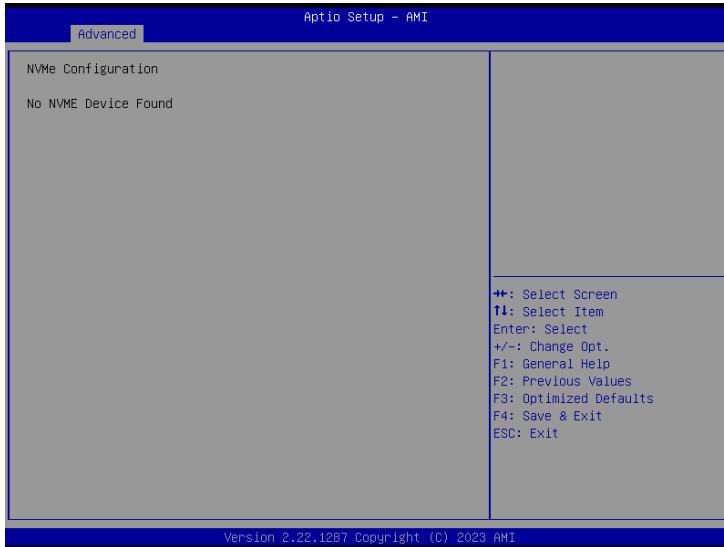 Aptio Setup - AMI
Advanced
NVMe Configuration
No NVME Device Found
→←: Select Screen
↑↓: Select Item
Enter: Select
+/-: Change Opt.
F1: General Help
F2: Previous Values
F3: Optimized Defaults
F4: Save & Exit
ESC: Exit
Version 2.22.1287 Copyright (C) 2023 AMI